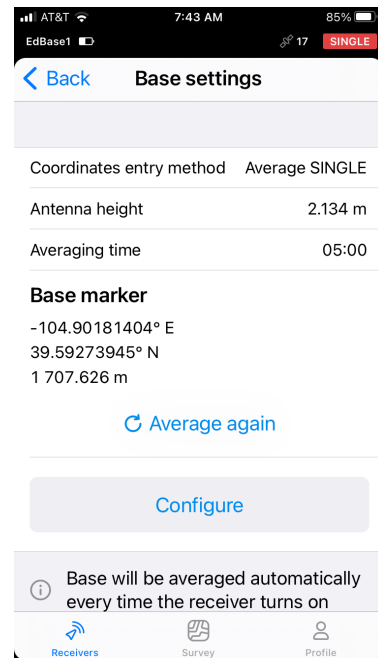 AT&T 7:43 AM 85%
EdBase1 17 SINGLE
Back Base settings
Coordinates entry method Average SINGLE
Antenna height 2.134 m
Averaging time 05:00
Base marker
-104.90181404° E
39.59273945° N
1 707.626 m
Average again
Configure
Base will be averaged automatically
every time the receiver turns on
Receivers Survey Profile